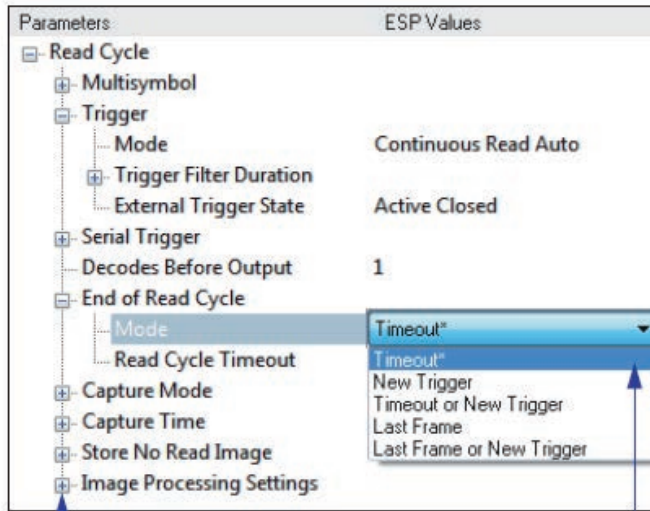 Parameters ESP Values
Read Cycle
Multisymbol
Trigger
Mode Continuous Read Auto
Trigger Filter Duration
External Trigger State Active Closed
Serial Trigger
Decodes Before Output 1
End of Read Cycle
Mode Timeout*
Read Cycle Timeout Timeout*
New Trigger
Capture Mode Timeout or New Trigger
Capture Time Last Frame
Store No Read Image Last Frame or New Trigger
Image Processing Settings